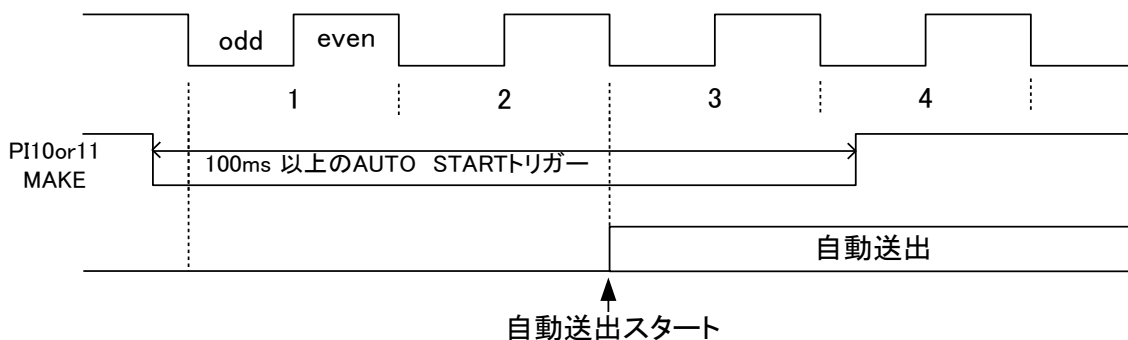 odd even
1 2 3 4
PI10or11
MAKE
100ms 以上のAUTO STARTトリガー
自動送出
自動送出スタート